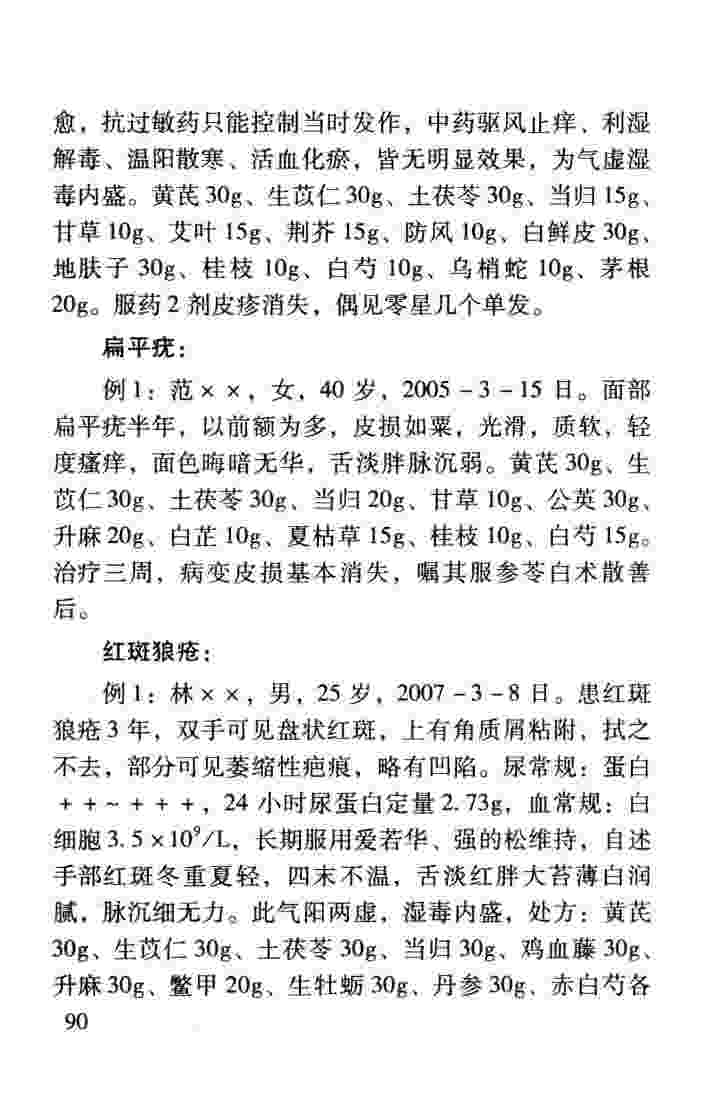 愈，抗过敏药只能控制当时发作，中药驱风止痒、利湿
解毒、温阳散寒、活血化瘀，皆无明显效果，为气虚湿
毒内盛。黄芪 30g、生苡仁 30g、土茯苓 30g、当归 15g、
甘草 10g、艾叶 15g、荆芥 15g、防风 10g、白鲜皮 30g、
地肤子 30g、桂枝 10g、白芍 10g、乌梢蛇 10g、茅根
20g。服药 2 剂皮疹消失，偶见零星几个单发。
扁平疣：
例 1：范××，女，40 岁，2005－3－15 日。面部
扁平疣半年，以前额为多，皮损如粟，光滑，质软，轻
度瘙痒，面色晦暗无华，舌淡胖脉沉弱。黄芪 30g、生
苡仁 30g、土茯苓 30g、当归 20g、甘草 10g、公英 30g、
升麻 20g、白芷 10g、夏枯草 15g、桂枝 10g、白芍 15g。
治疗三周，病变皮损基本消失，嘱其服参苓白术散善
后。
红斑狼疮：
例 1：林××，男，25 岁，2007－3－8 日。患红斑
狼疮 3 年，双手可见盘状红斑，上有角质屑粘附，拭之
不去，部分可见萎缩性疤痕，略有凹陷。尿常规：蛋白
＋＋～＋＋＋，24 小时尿蛋白定量 2.73g，血常规：白
细胞 3.5×10⁹/L，长期服用爱若华、强的松维持，自述
手部红斑冬重夏轻，四末不温，舌淡红胖大苔薄白润
腻，脉沉细无力。此气阳两虚，湿毒内盛，处方：黄芪
30g、生苡仁 30g、土茯苓 30g、当归 30g、鸡血藤 30g、
升麻 30g、鳖甲 20g、生牡蛎 30g、丹参 30g、赤白芍各
90